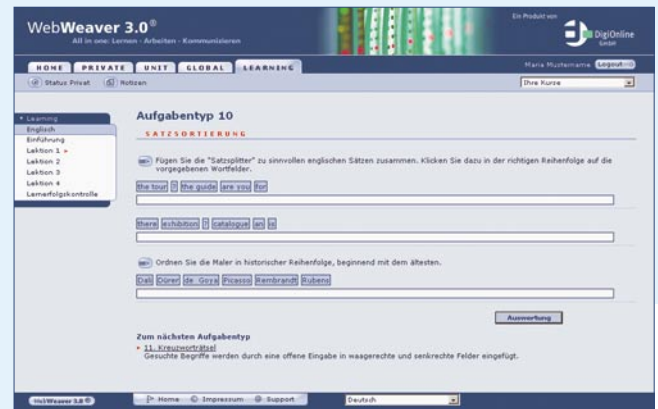 WebWeaver 3.0®
All in one: Lernen · Arbeiten · Kommunizieren
Ein Produkt von
DigiOnline
GmbH
HOME PRIVATE UNIT GLOBAL LEARNING
Maria Mustername Logout
Status Privat Notizen
Ihre Kurse
Learning
Englisch
Einführung
Lektion 1
Lektion 2
Lektion 3
Lektion 4
Lernerfolgskontrolle
Aufgabentyp 10
SATZSORTIERUNG
Fügen Sie die "Satzsplitter" zu sinnvollen englischen Sätzen zusammen. Klicken Sie dazu in der richtigen Reihenfolge auf die
vorgegebenen Wortfelder.
the tour ? the guide are you for
there exhibition ? catalogue an is
Ordnen Sie die Maler in historischer Reihenfolge, beginnend mit dem ältesten.
Dalí Dürer de Goya Picasso Rembrandt Rubens
Auswertung
Zum nächsten Aufgabentyp
11. Kreuzworträtsel
Gesuchte Begriffe werden durch eine offene Eingabe in waagerechte und senkrechte Felder eingefügt.
WebWeaver 3.0 ®
Home Impressum Support
Deutsch